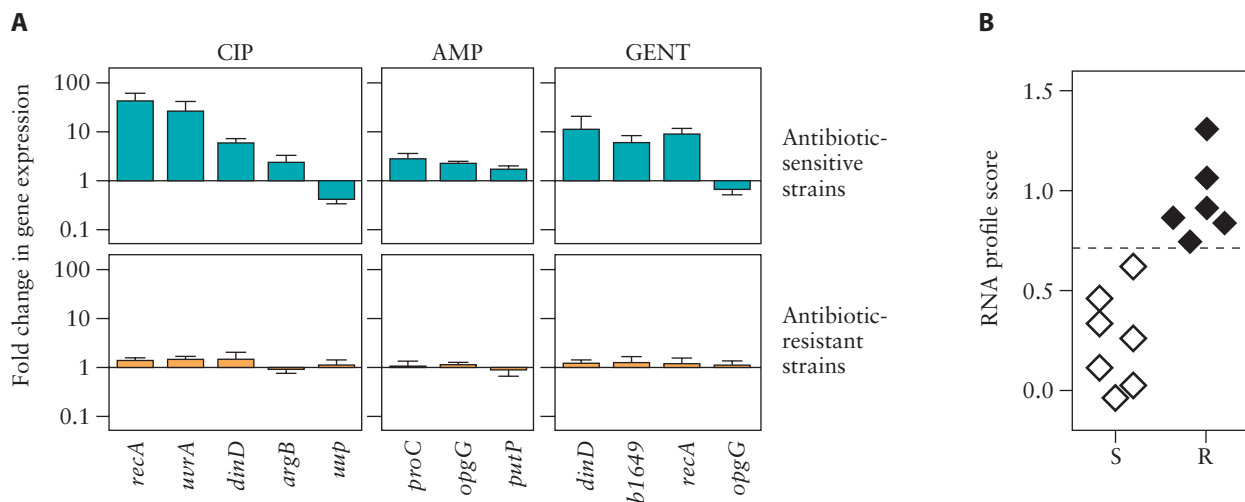 A
B
CIP
AMP
GENT
Fold change in gene expression
100
10
1
0.1
Antibiotic-
sensitive
strains
100
10
1
0.1
Antibiotic-
resistant
strains
recA
uvrA
dinD
argB
uup
proC
opgG
putP
dinD
b1649
recA
opgG
RNA profile score
1.5
1.0
0.5
0.0
S
R